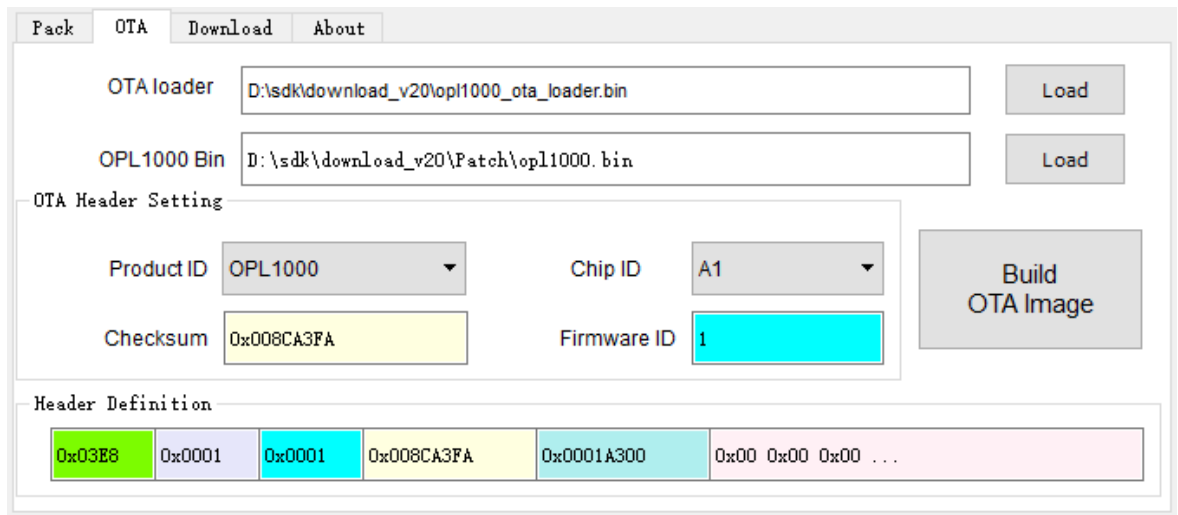 Pack OTA Download About
OTA loader D:\sdk\download_v20\opl1000_ota_loader.bin Load
OPL1000 Bin D:\sdk\download_v20\Patch\opl1000.bin Load
OTA Header Setting
Product ID OPL1000 Chip ID A1
Build
OTA Image
Checksum 0x008CA3FA Firmware ID 1
Header Definition
0x03E8 0x0001 0x0001 0x008CA3FA 0x0001A300 0x00 0x00 0x00 ...